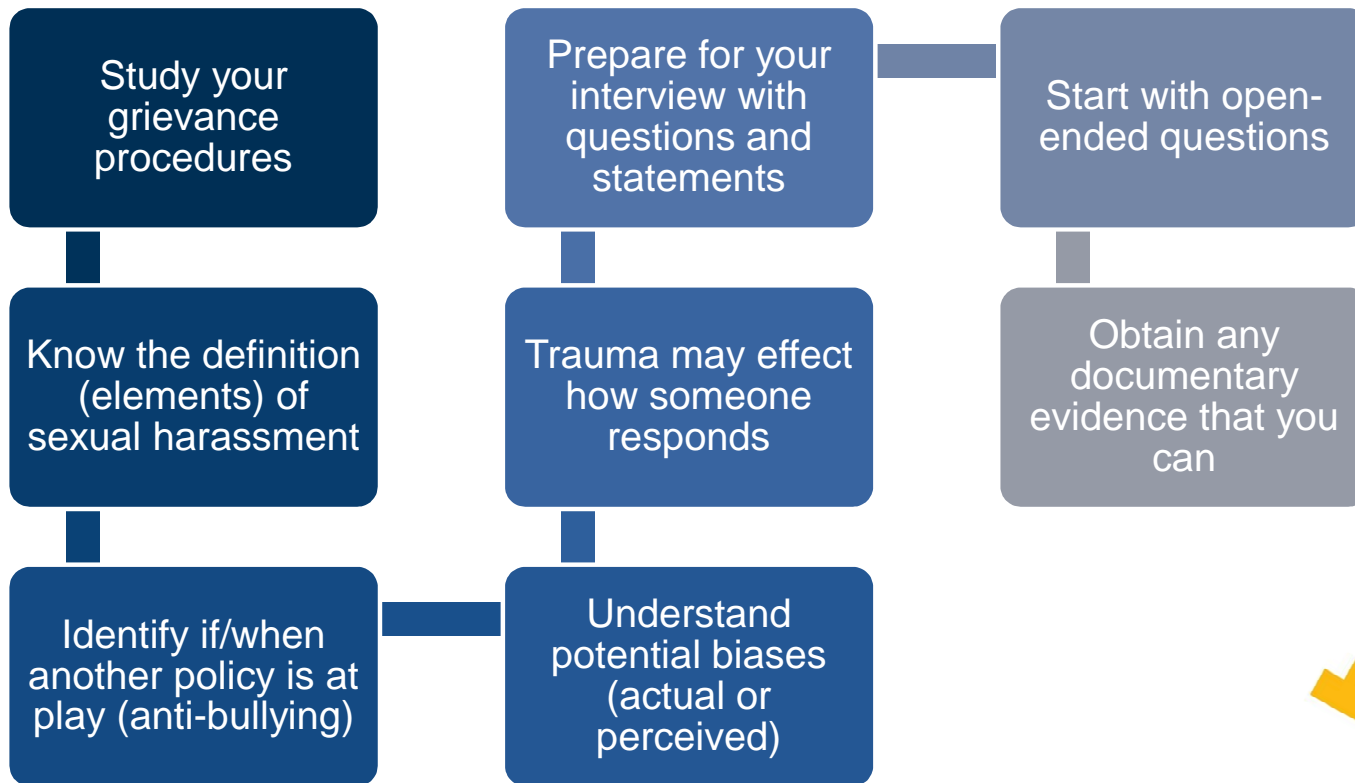 Study your
grievance
procedures
Know the definition
(elements) of
sexual harassment
Identify if/when
another policy is at
play (anti-bullying)
Understand
potential biases
(actual or
perceived)
Trauma may effect
how someone
responds
Prepare for your
interview with
questions and
statements
Start with open-
ended questions
Obtain any
documentary
evidence that you
can